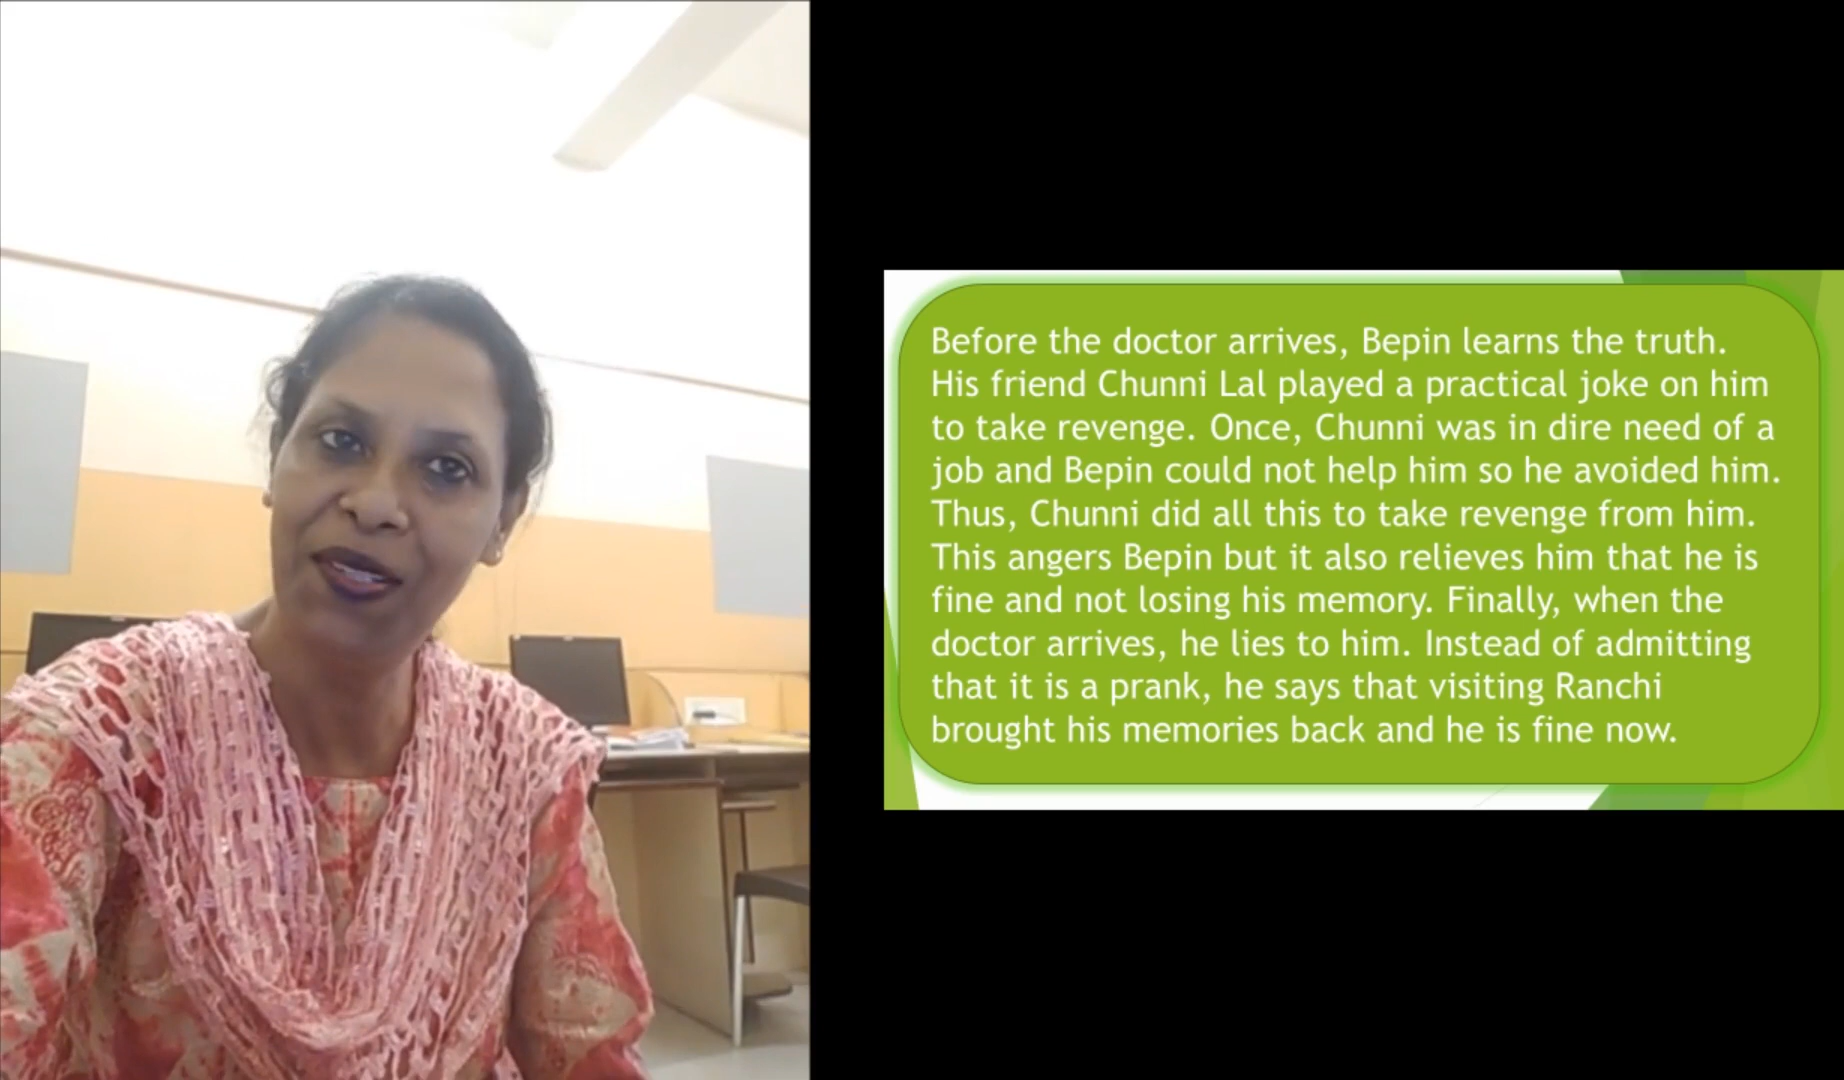 Before the doctor arrives, Bepin learns the truth.
His friend Chunni Lal played a practical joke on him
to take revenge. Once, Chunni was in dire need of a
job and Bepin could not help him so he avoided him.
Thus, Chunni did all this to take revenge from him.
This angers Bepin but it also relieves him that he is
fine and not losing his memory. Finally, when the
doctor arrives, he lies to him. Instead of admitting
that it is a prank, he says that visiting Ranchi
brought his memories back and he is fine now.